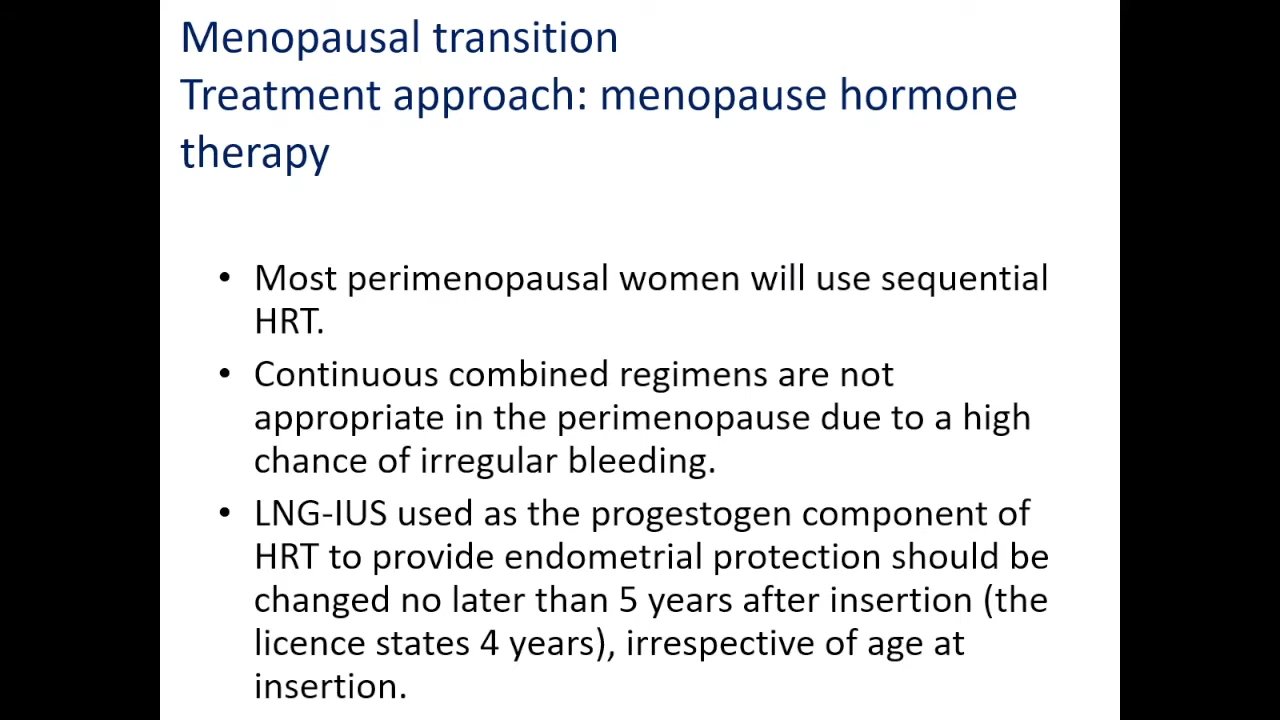 Menopausal transition
Treatment approach: menopause hormone
therapy
• Most perimenopausal women will use sequential
HRT.
• Continuous combined regimens are not
appropriate in the perimenopause due to a high
chance of irregular bleeding.
• LNG-IUS used as the progestogen component of
HRT to provide endometrial protection should be
changed no later than 5 years after insertion (the
licence states 4 years), irrespective of age at
insertion.